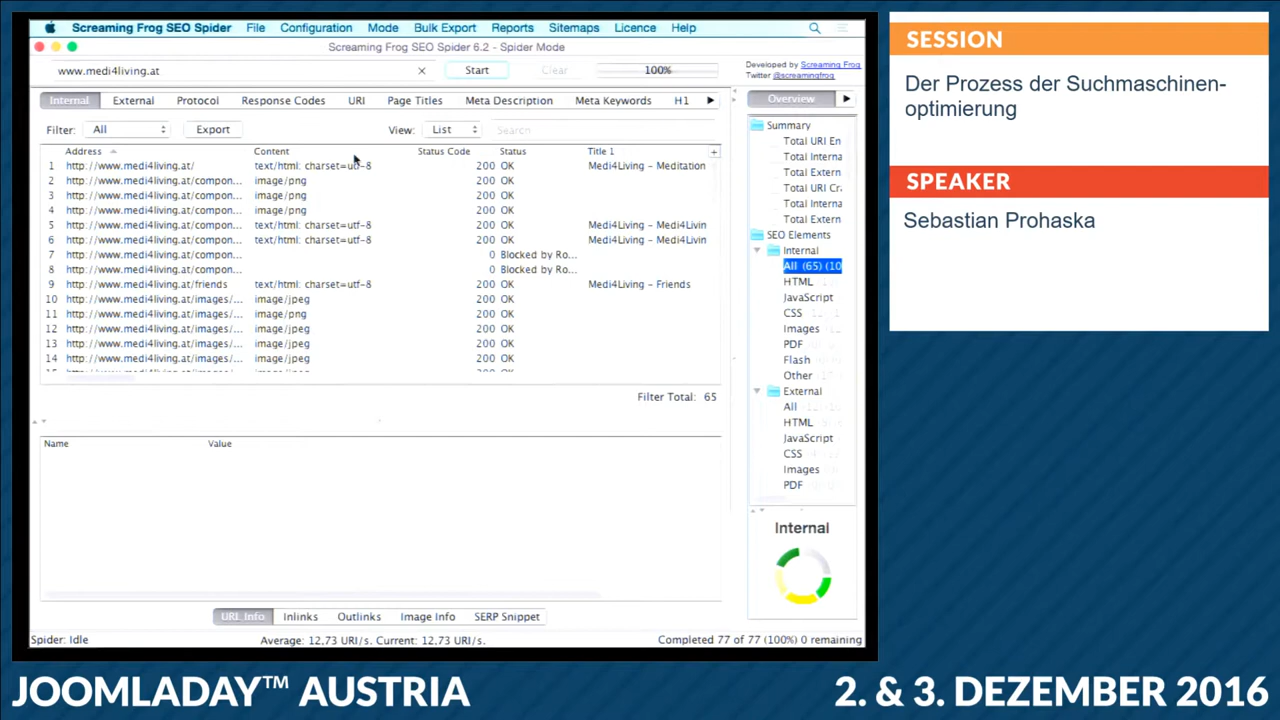 Screaming Frog SEO Spider File Configuration Mode Bulk Export Reports Sitemaps Licence Help
Screaming Frog SEO Spider 6.2 - Spider Mode
www.medi4living.at Start Clear 100%
Developed by Screaming Frog
Twitter @screamingfrog
Internal External Protocol Response Codes URI Page Titles Meta Description Meta Keywords H1
Filter: All Export View: List Search
Address Content Status Code Status Title 1
1 http://www.medi4living.at/ text/html: charset=utf-8 200 OK Medi4Living - Meditation
2 http://www.medi4living.at/compon... image/png 200 OK
3 http://www.medi4living.at/compon... image/png 200 OK
4 http://www.medi4living.at/compon... image/png 200 OK
5 http://www.medi4living.at/compon... text/html: charset=utf-8 200 OK Medi4Living - Medi4Livin
6 http://www.medi4living.at/compon... text/html: charset=utf-8 200 OK Medi4Living - Medi4Livin
7 http://www.medi4living.at/compon... 0 Blocked by Ro...
8 http://www.medi4living.at/compon... 0 Blocked by Ro...
9 http://www.medi4living.at/friends text/html: charset=utf-8 200 OK Medi4Living - Friends
10 http://www.medi4living.at/images/... image/jpeg 200 OK
11 http://www.medi4living.at/images/... image/png 200 OK
12 http://www.medi4living.at/images/... image/jpeg 200 OK
13 http://www.medi4living.at/images/... image/jpeg 200 OK
14 http://www.medi4living.at/images/... image/jpeg 200 OK
Filter Total: 65
Name Value
URL Info Inlinks Outlinks Image Info SERP Snippet
Spider: Idle Average: 12,73 URI/s. Current: 12,73 URI/s. Completed 77 of 77 (100%) 0 remaining
Overview
Summary
Total URI En
Total Interna
Total Extern
Total URI Cr
Total Interna
Total Extern
SEO Elements
Internal
All (65) (10
HTML
JavaScript
CSS
Images
PDF
Flash
Other
External
All
HTML
JavaScript
CSS
Images
PDF
Internal
SESSION
Der Prozess der Suchmaschinen-
optimierung
SPEAKER
Sebastian Prohaska
JOOMLADAY™ AUSTRIA
2. & 3. DEZEMBER 2016